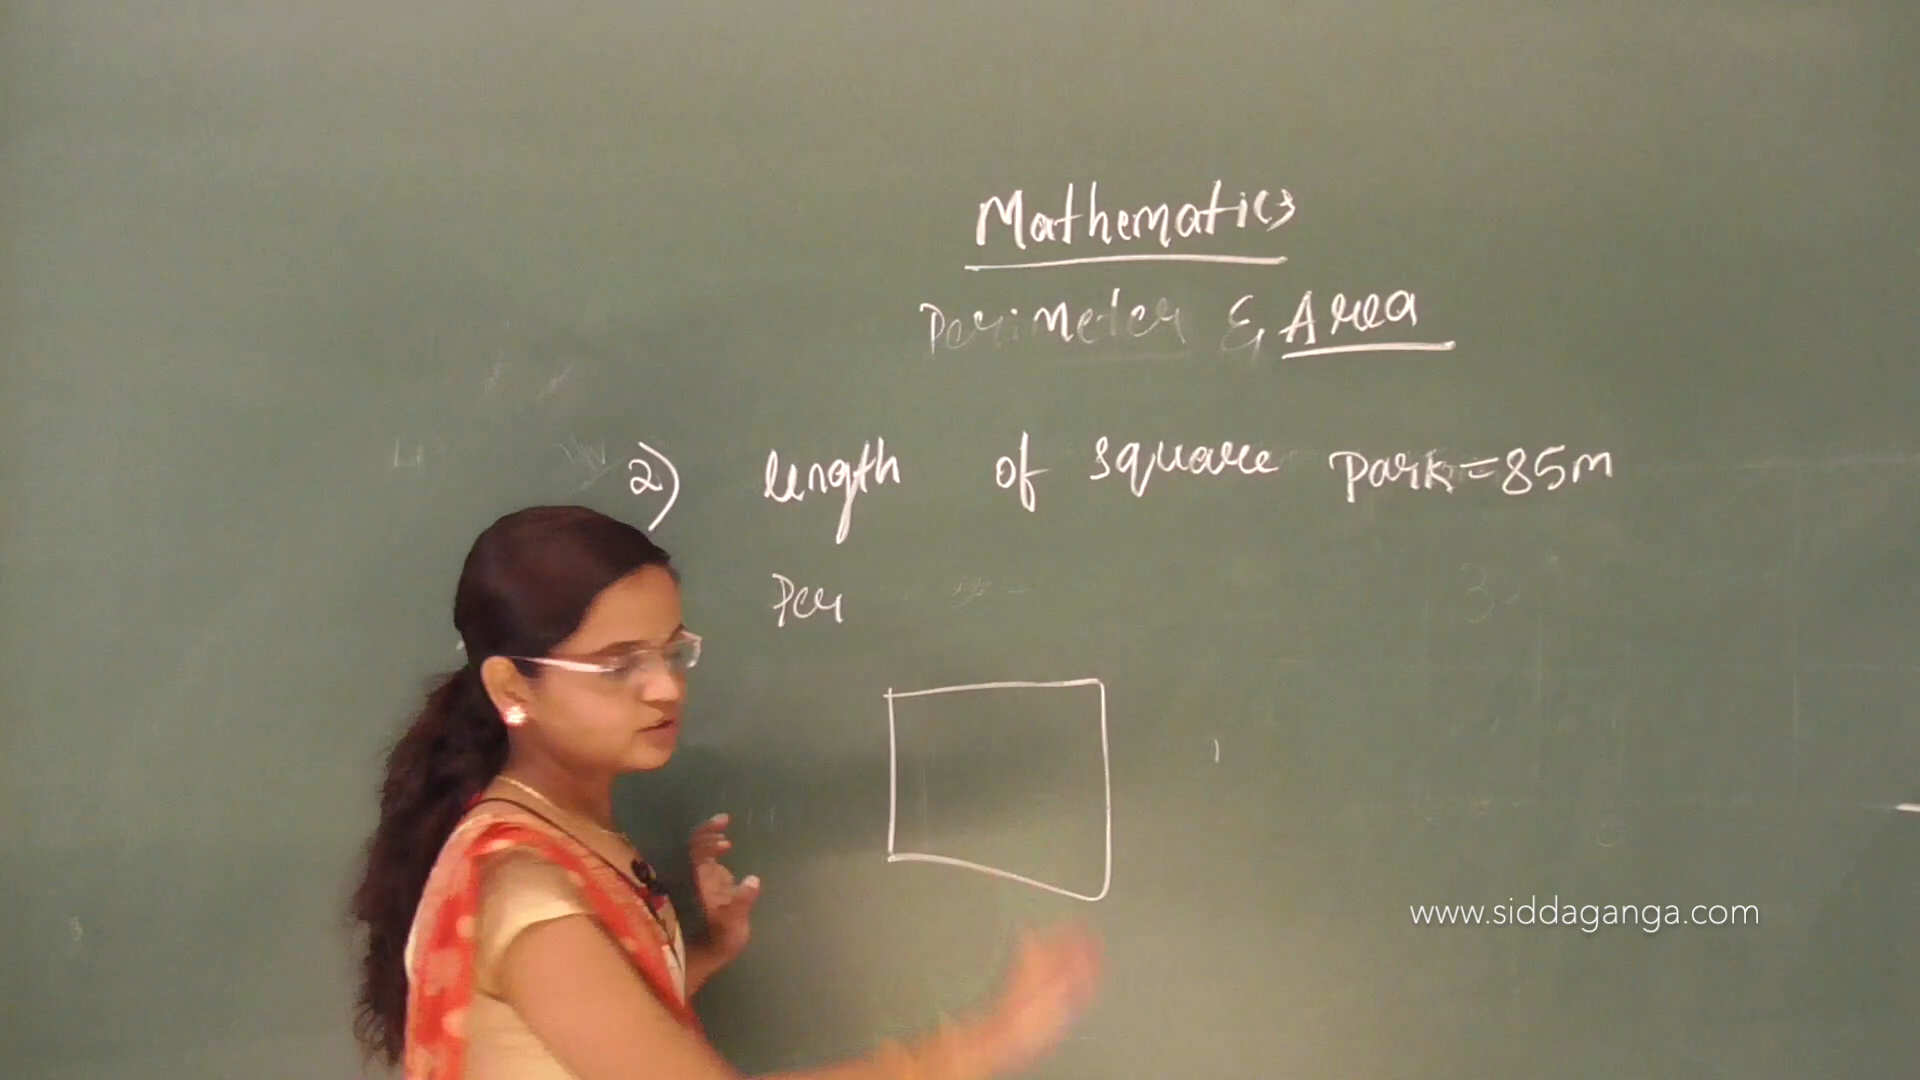 Mathematics
Perimeter & Area
2) length of square Park=85m
Per
www.siddaganga.com